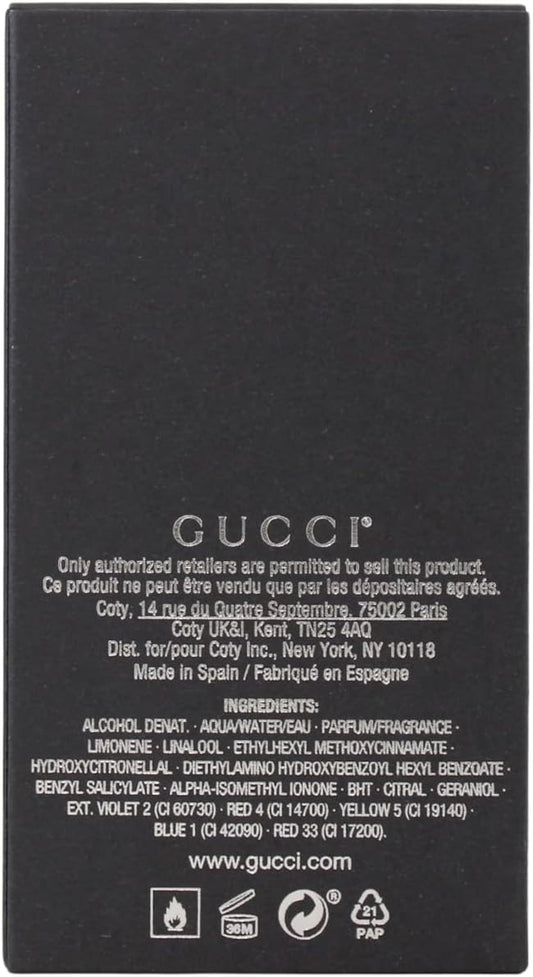 GUCCI®
Only authorized retailers are permitted to sell this product.
Ce produit ne peut être vendu que par les dépositaires agréés.
Coty, 14 rue du Quatre Septembre, 75002 Paris
Coty UK&I, Kent, TN25 4AQ
Dist. for/pour Coty Inc., New York, NY 10118
Made in Spain / Fabriqué en Espagne
INGREDIENTS:
ALCOHOL DENAT. · AQUA/WATER/EAU · PARFUM/FRAGRANCE ·
LIMONENE · LINALOOL · ETHYLHEXYL METHOXYCINNAMATE ·
HYDROXYCITRONELLAL · DIETHYLAMINO HYDROXYBENZOYL HEXYL BENZOATE ·
BENZYL SALICYLATE · ALPHA-ISOMETHYL IONONE · BHT · CITRAL · GERANIOL ·
EXT. VIOLET 2 (CI 60730) · RED 4 (CI 14700) · YELLOW 5 (CI 19140) ·
BLUE 1 (CI 42090) · RED 33 (CI 17200).
www.gucci.com
36M
®
21
PAP